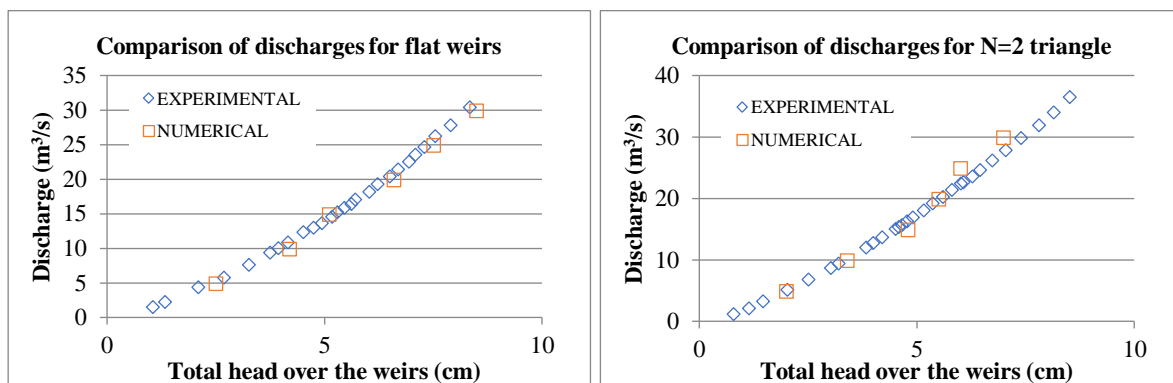 Comparison of discharges for flat weirs
35
30
25
20
15
10
5
0
EXPERIMENTAL
NUMERICAL
Discharge (m³/s)
0 5 10
Total head over the weirs (cm)
Comparison of discharges for N=2 triangle
40
30
20
10
0
EXPERIMENTAL
NUMERICAL
Discharge (m³/s)
0 5 10
Total head over the weirs (cm)